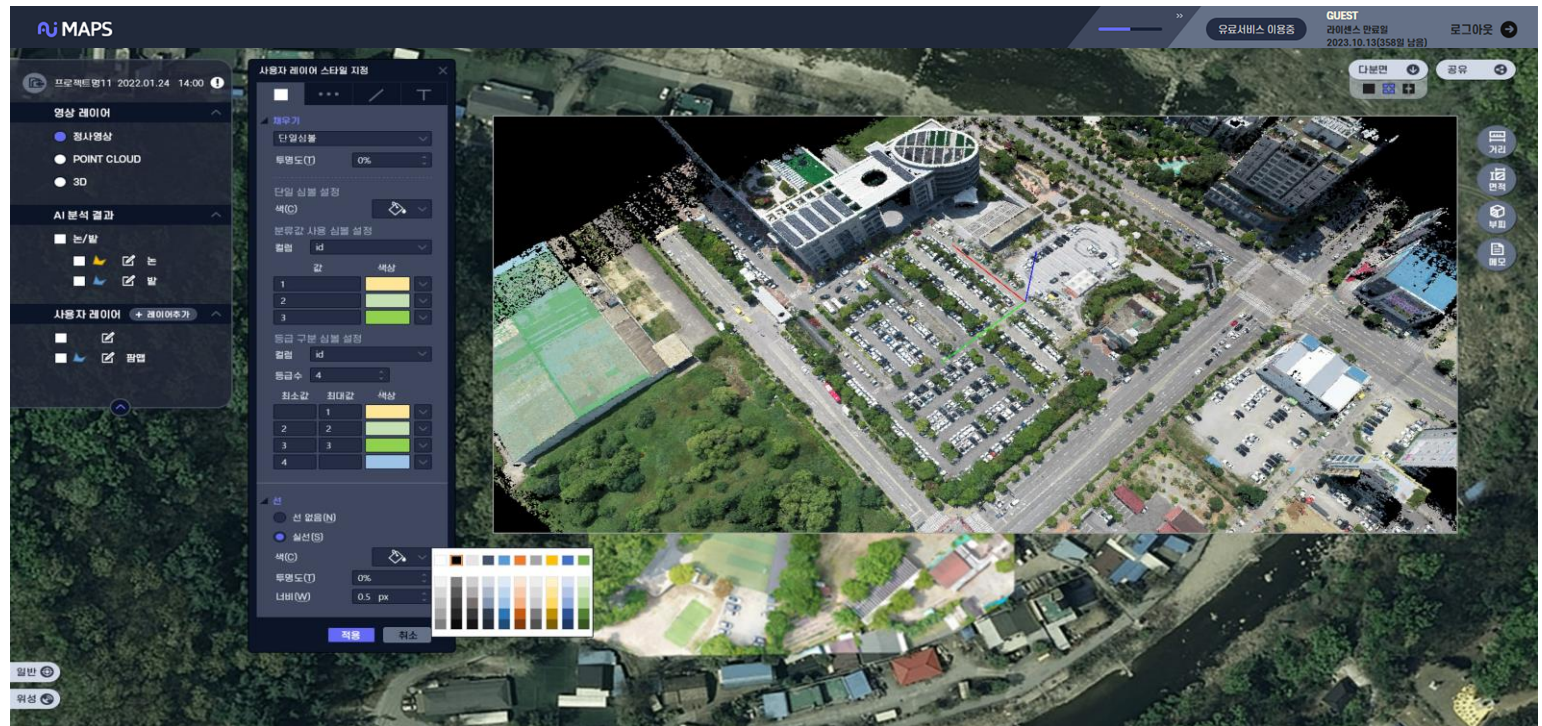 Ai MAPS
유료서비스 이용중
GUEST
라이센스 만료일
2023.10.13(358일 남음)
로그아웃
프로젝트명11 2022.01.24 14:00
영상 레이어
정사영상
POINT CLOUD
3D
AI 분석 결과
논/밭
논
밭
사용자 레이어 + 레이어추가
팜맵
일반
위성
사용자 레이어 스타일 지정
T
채우기
단일심볼
투명도(T) 0%
단일 심볼 설정
색(C)
분류값 사용 심볼 설정
컬럼 id
값 색상
1
2
3
등급 구분 심볼 설정
컬럼 id
등급수 4
최소값 최대값 색상
1
2 2
3 3
4
선
선 없음(N)
실선(S)
색(C)
투명도(T) 0%
너비(W) 0.5 px
적용 취소
다분면
공유
거리
면적
부피
메모